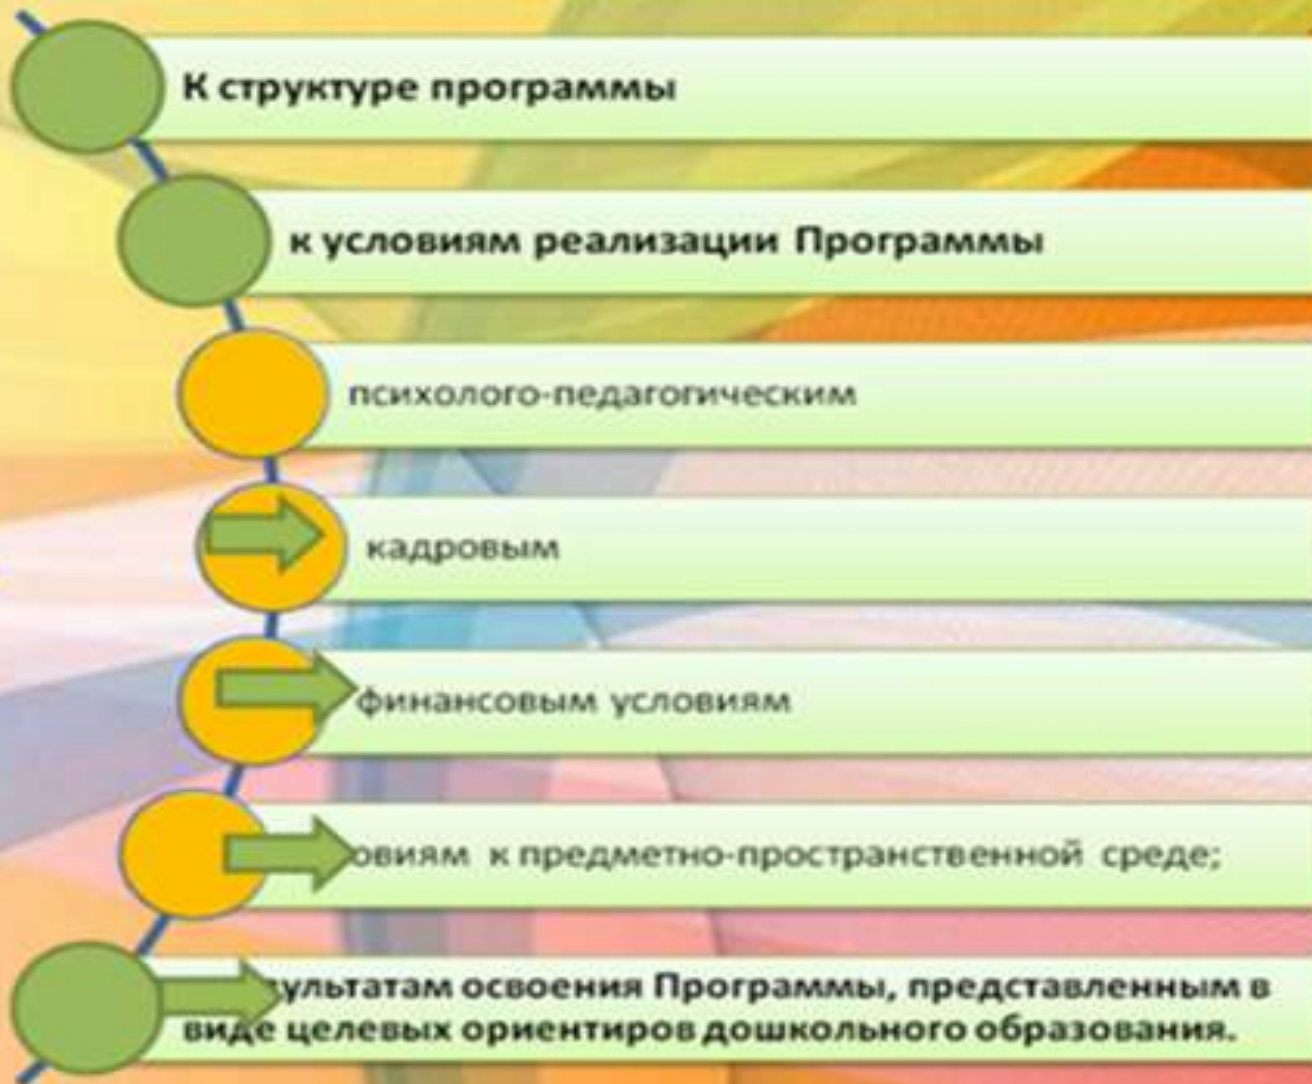 К структуре программы
к условиям реализации Программы
психолого-педагогическим
кадровым
финансовым условиям
овиям к предметно-пространственной среде;
ультатам освоения Программы, представленным в
виде целевых ориентиров дошкольного образования.